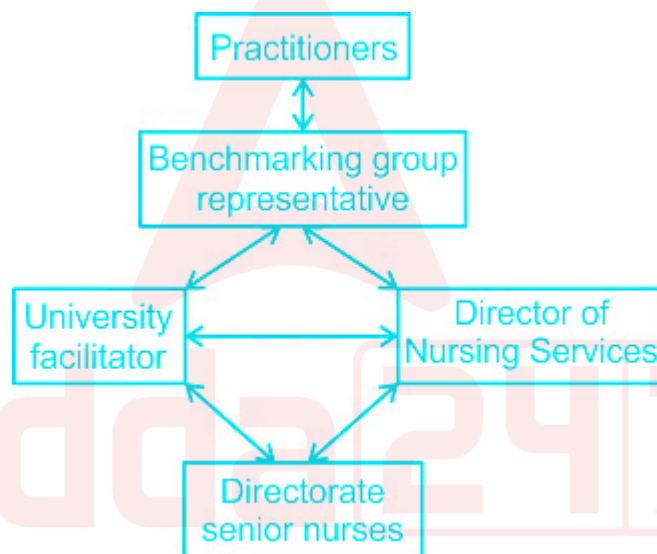 Practitioners
Benchmarking group
representative
University
facilitator
Director of
Nursing Services
Directorate
senior nurses